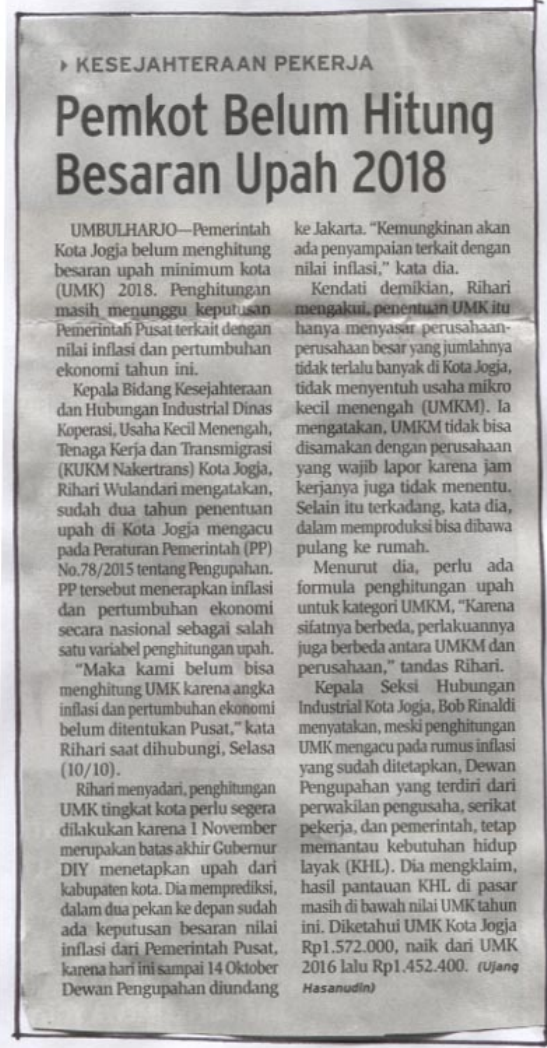 KESEJAHTERAAN PEKERJA
Pemkot Belum Hitung
Besaran Upah 2018
UMBULHARJO—Pemerintah
Kota Jogja belum menghitung
besaran upah minimum kota
(UMK) 2018. Penghitungan
masih menunggu keputusan
Pemerintah Pusat terkait dengan
nilai inflasi dan pertumbuhan
ekonomi tahun ini.
Kepala Bidang Kesejahteraan
dan Hubungan Industrial Dinas
Koperasi, Usaha Kecil Menengah,
Tenaga Kerja dan Transmigrasi
(KUKM Nakertrans) Kota Jogja,
Rihari Wulandari mengatakan,
sudah dua tahun penentuan
upah di Kota Jogja mengacu
pada Peraturan Pemerintah (PP)
No.78/2015 tentang Pengupahan.
PP tersebut menerapkan inflasi
dan pertumbuhan ekonomi
secara nasional sebagai salah
satu variabel penghitungan upah.
"Maka kami belum bisa
menghitung UMK karena angka
inflasi dan pertumbuhan ekonomi
belum ditentukan Pusat," kata
Rihari saat dihubungi, Selasa
(10/10).
Rihari menyadari, penghitungan
UMK tingkat kota perlu segera
dilakukan karena 1 November
merupakan batas akhir Gubernur
DIY menetapkan upah dari
kabupaten kota. Dia memprediksi,
dalam dua pekan ke depan sudah
ada keputusan besaran nilai
inflasi dari Pemerintah Pusat,
karena hari ini sampai 14 Oktober
Dewan Pengupahan diundang
ke Jakarta. "Kemungkinan akan
ada penyampaian terkait dengan
nilai inflasi," kata dia.
Kendati demikian, Rihari
mengakui, penentuan UMK itu
hanya menyasar perusahaan-
perusahaan besar yang jumlahnya
tidak terlalu banyak di Kota Jogja,
tidak menyentuh usaha mikro
kecil menengah (UMKM). Ia
mengatakan, UMKM tidak bisa
disamakan dengan perusahaan
yang wajib lapor karena jam
kerjanya juga tidak menentu.
Selain itu terkadang, kata dia,
dalam memproduksi bisa dibawa
pulang ke rumah.
Menurut dia, perlu ada
formula penghitungan upah
untuk kategori UMKM, "Karena
sifatnya berbeda, perlakuannya
juga berbeda antara UMKM dan
perusahaan," tandas Rihari.
Kepala Seksi Hubungan
Industrial Kota Jogja, Bob Rinaldi
menyatakan, meski penghitungan
UMK mengacu pada rumus inflasi
yang sudah ditetapkan, Dewan
Pengupahan yang terdiri dari
perwakilan pengusaha, serikat
pekerja, dan pemerintah, tetap
memantau kebutuhan hidup
layak (KHL). Dia mengklaim,
hasil pantauan KHL di pasar
masih di bawah nilai UMK tahun
ini. Diketahui UMK Kota Jogja
Rp1.572.000, naik dari UMK
2016 lalu Rp1.452.400. (Ujang
Hasanudin)